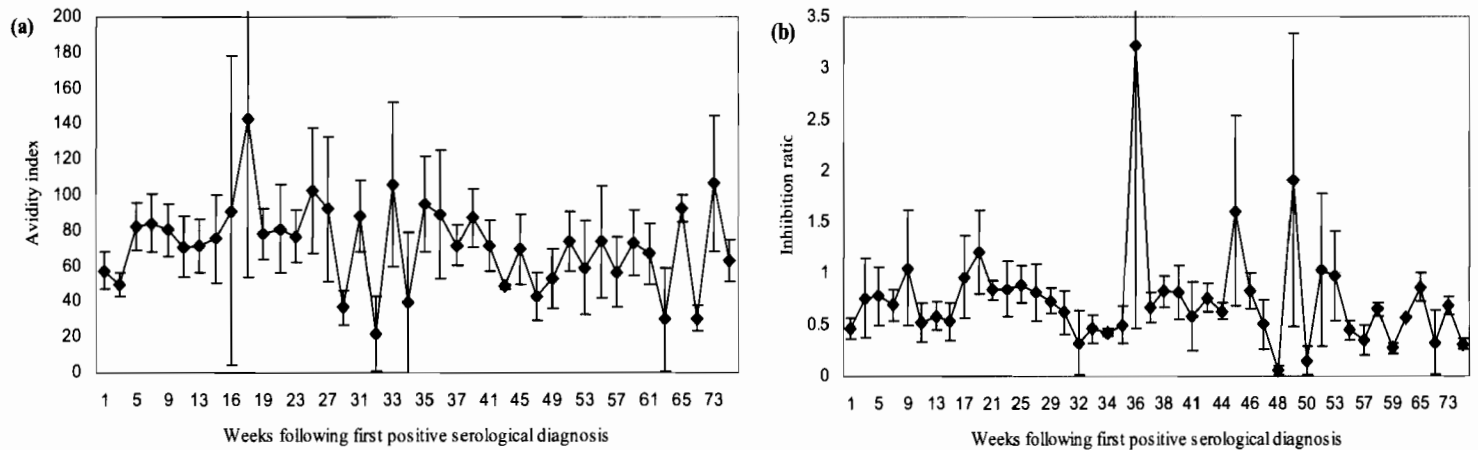 (a)
200
180
160
140
120
100
80
60
40
20
0
Avidity index
1 5 9 13 16 19 23 27 31 33 35 37 41 45 49 53 57 61 65 73
Weeks following first positive serological diagnosis
(b)
3.5
3
2.5
2
1.5
1
0.5
0
Inhibition ratio
1 5 9 13 17 21 25 29 32 34 36 38 41 44 46 48 50 53 57 59 65 73
Weeks following first positive serological diagnosis